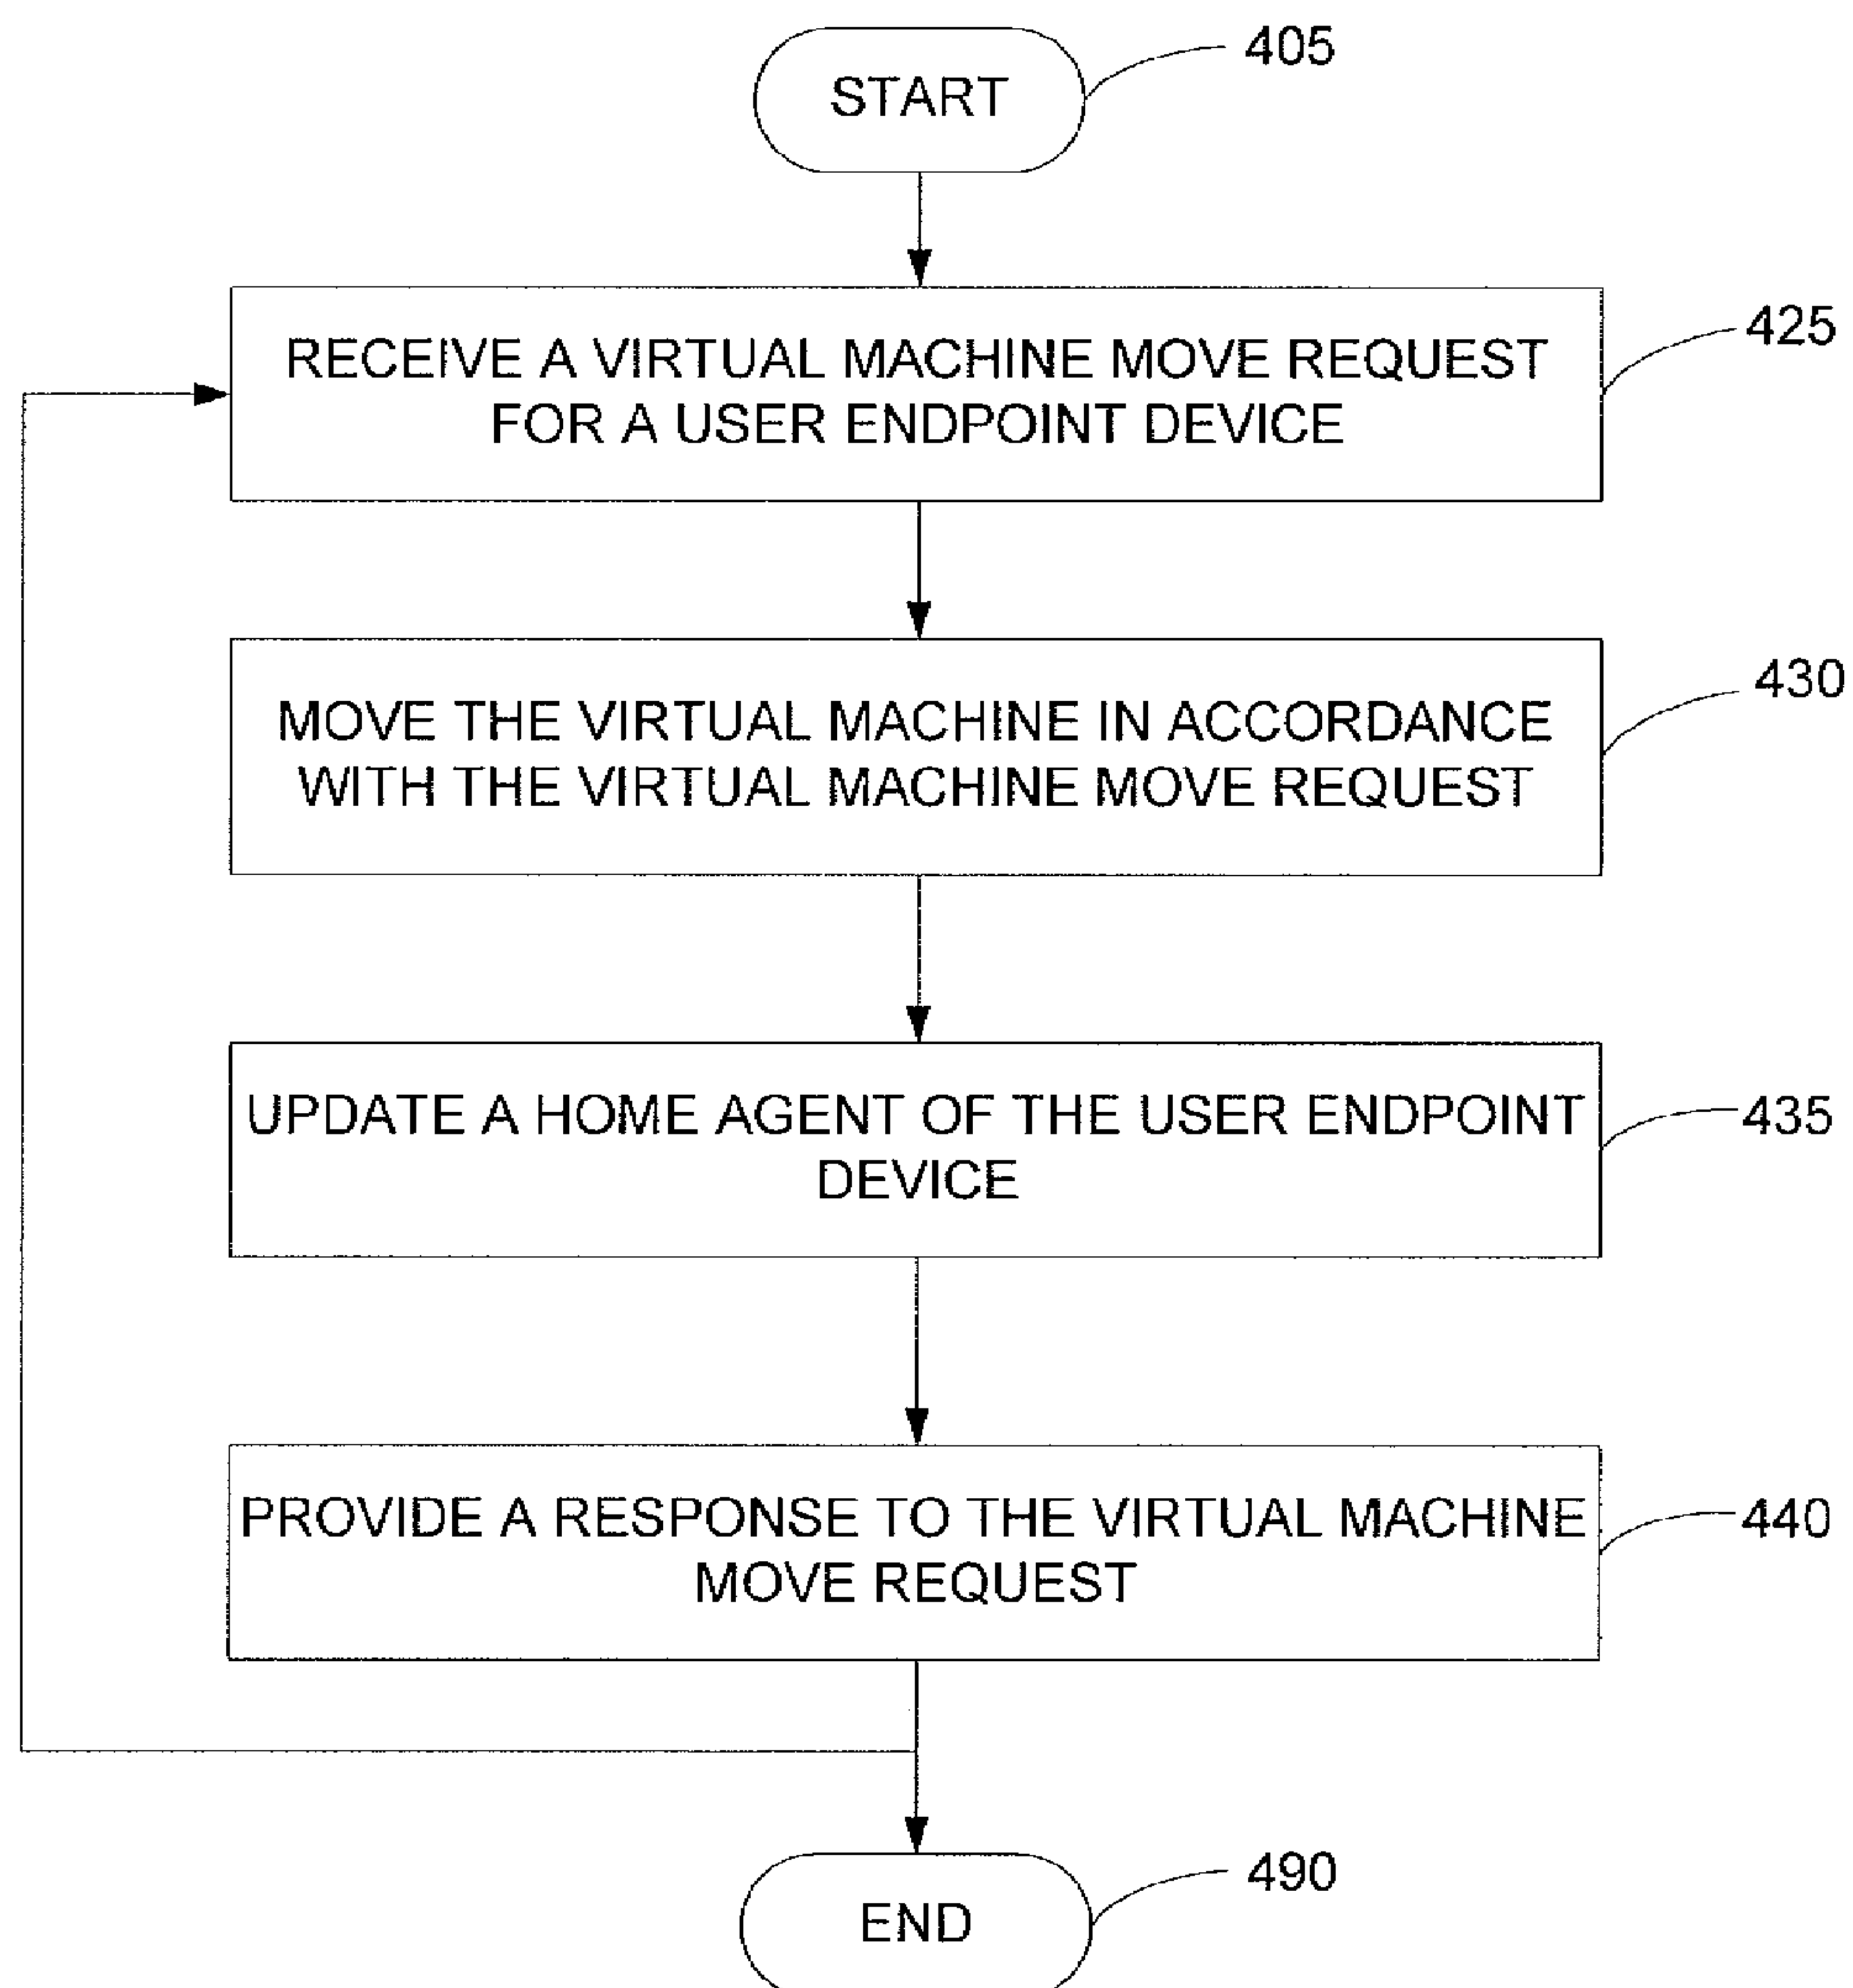 START
405
RECEIVE A VIRTUAL MACHINE MOVE REQUEST
FOR A USER ENDPOINT DEVICE
425
MOVE THE VIRTUAL MACHINE IN ACCORDANCE
WITH THE VIRTUAL MACHINE MOVE REQUEST
430
UPDATE A HOME AGENT OF THE USER ENDPOINT
DEVICE
435
PROVIDE A RESPONSE TO THE VIRTUAL MACHINE
MOVE REQUEST
440
END
490